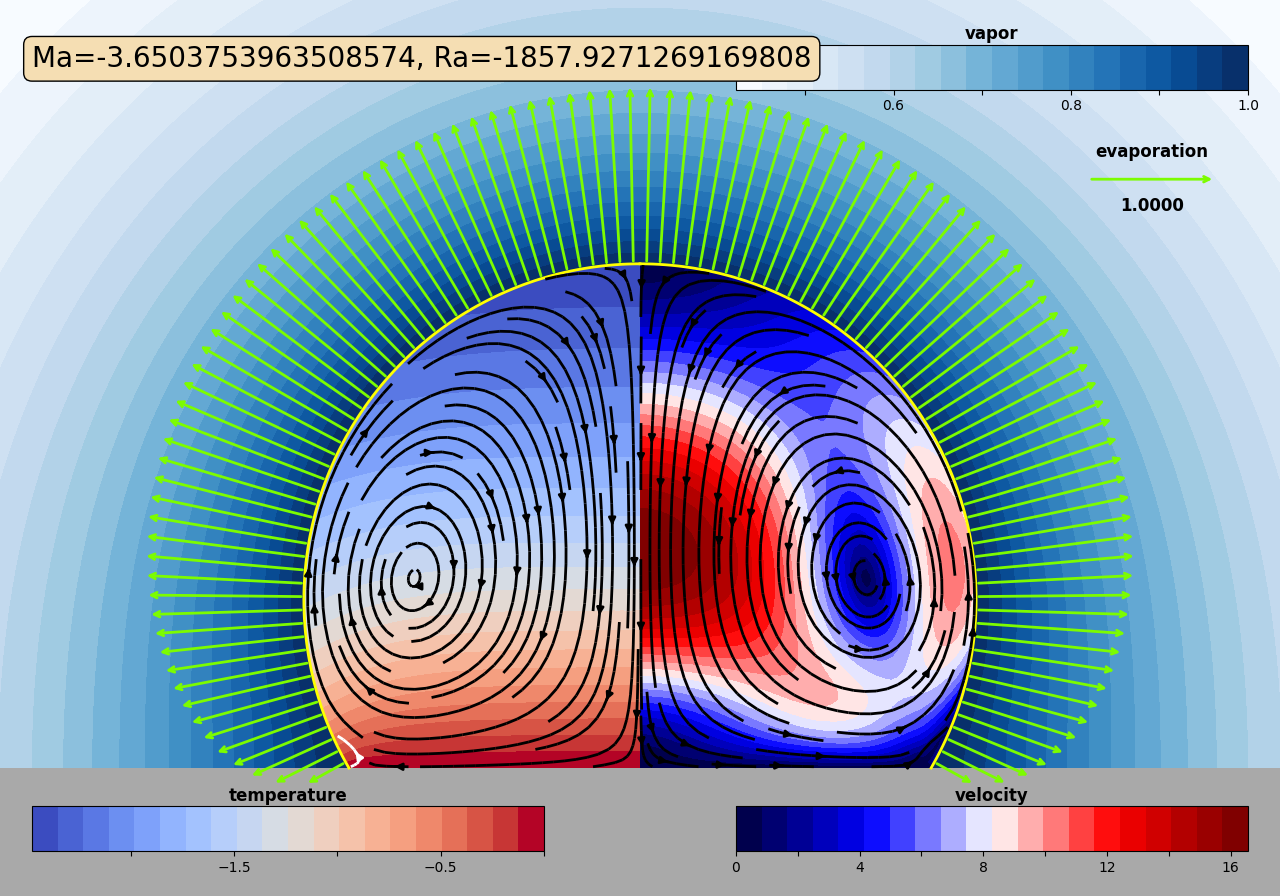 Ma=-3.6503753963508574, Ra=-1857.9271269169808
vapor
0.6 0.8 1.0
evaporation
1.0000
temperature
−1.5 −0.5
velocity
0 4 8 12 16